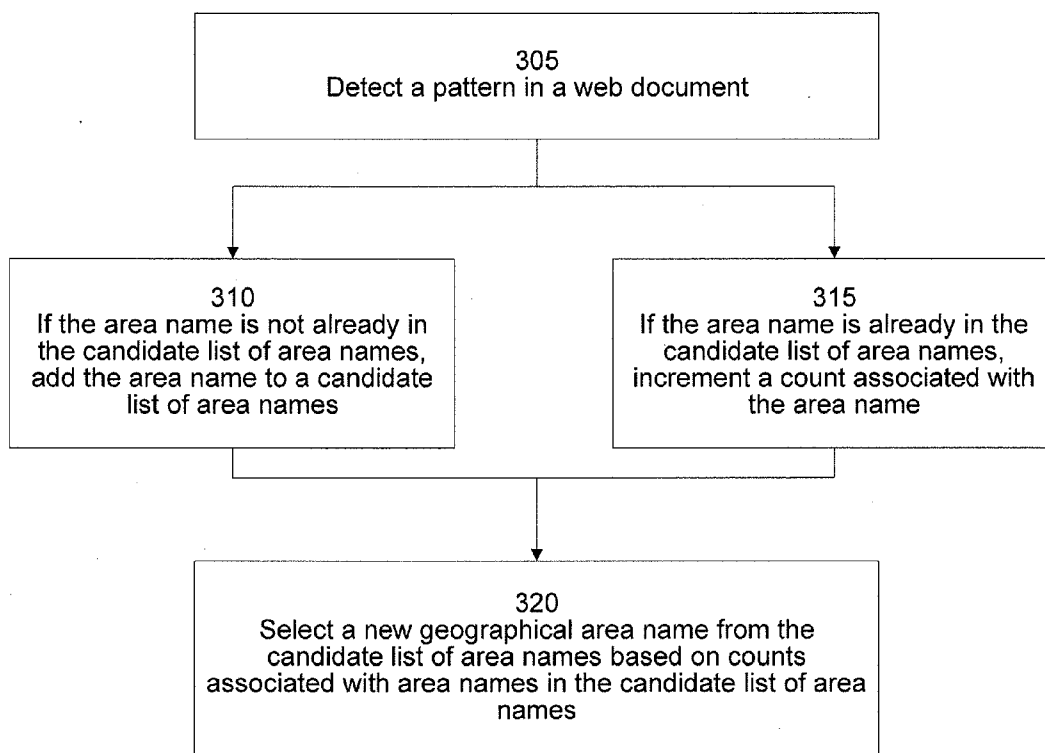 305
Detect a pattern in a web document
310
If the area name is not already in
the candidate list of area names,
add the area name to a candidate
list of area names
315
If the area name is already in the
candidate list of area names,
increment a count associated with
the area name
320
Select a new geographical area name from the
candidate list of area names based on counts
associated with area names in the candidate list of area
names